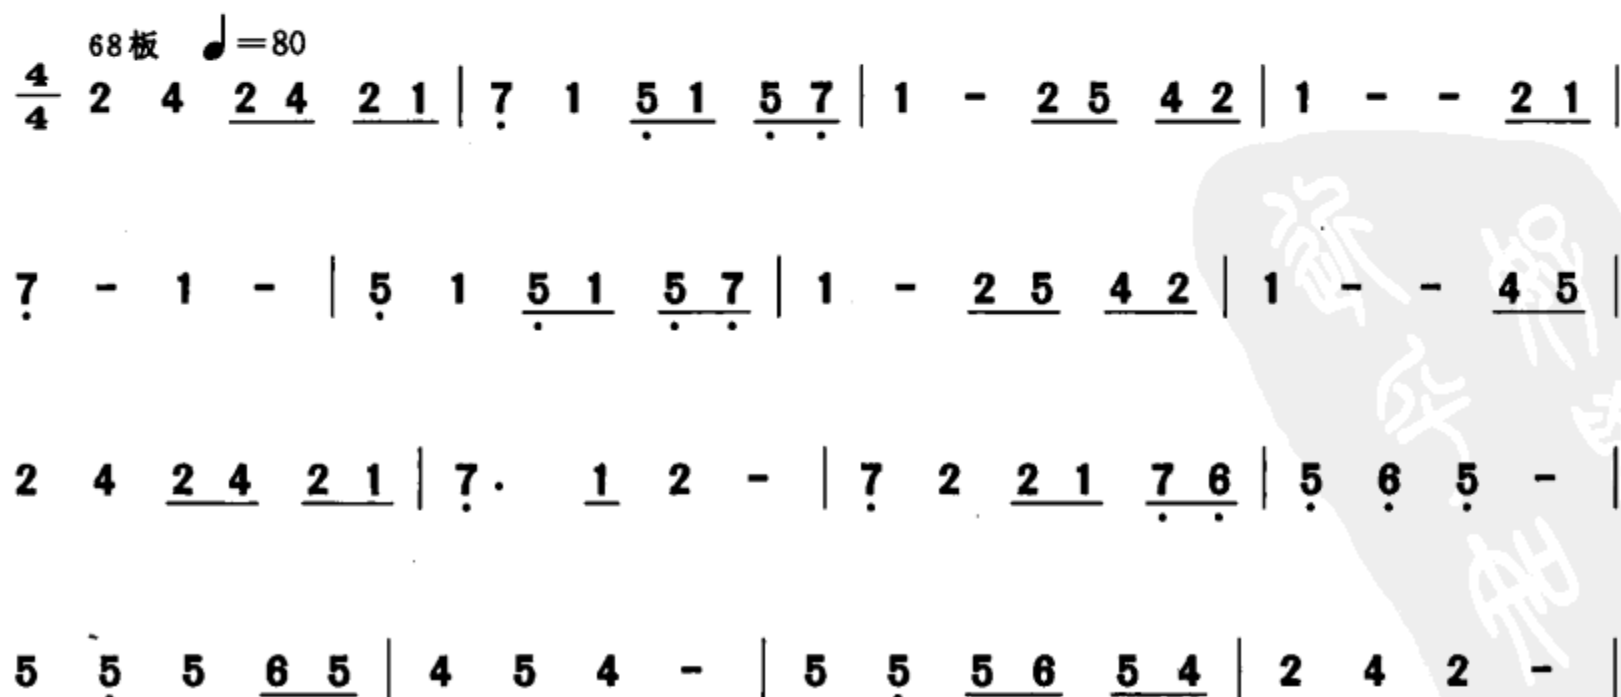 68板 ♩=80
4/4 2 4 2 4 2 1 | 7̣ 1 5̣ 1 5̣ 7̣ | 1 - 2 5 4 2 | 1 - - 2 1 |
7̣ - 1 - | 5̣ 1 5̣ 1 5̣ 7̣ | 1 - 2 5 4 2 | 1 - - 4 5 |
2 4 2 4 2 1 | 7̣. 1 2 - | 7̣ 2 2 1 7̣ 6̣ | 5̣ 6̣ 5̣ - |
5 5̣ 5 6 5 | 4 5 4 - | 5 5̣ 5 6 5 4 | 2 4 2 - |